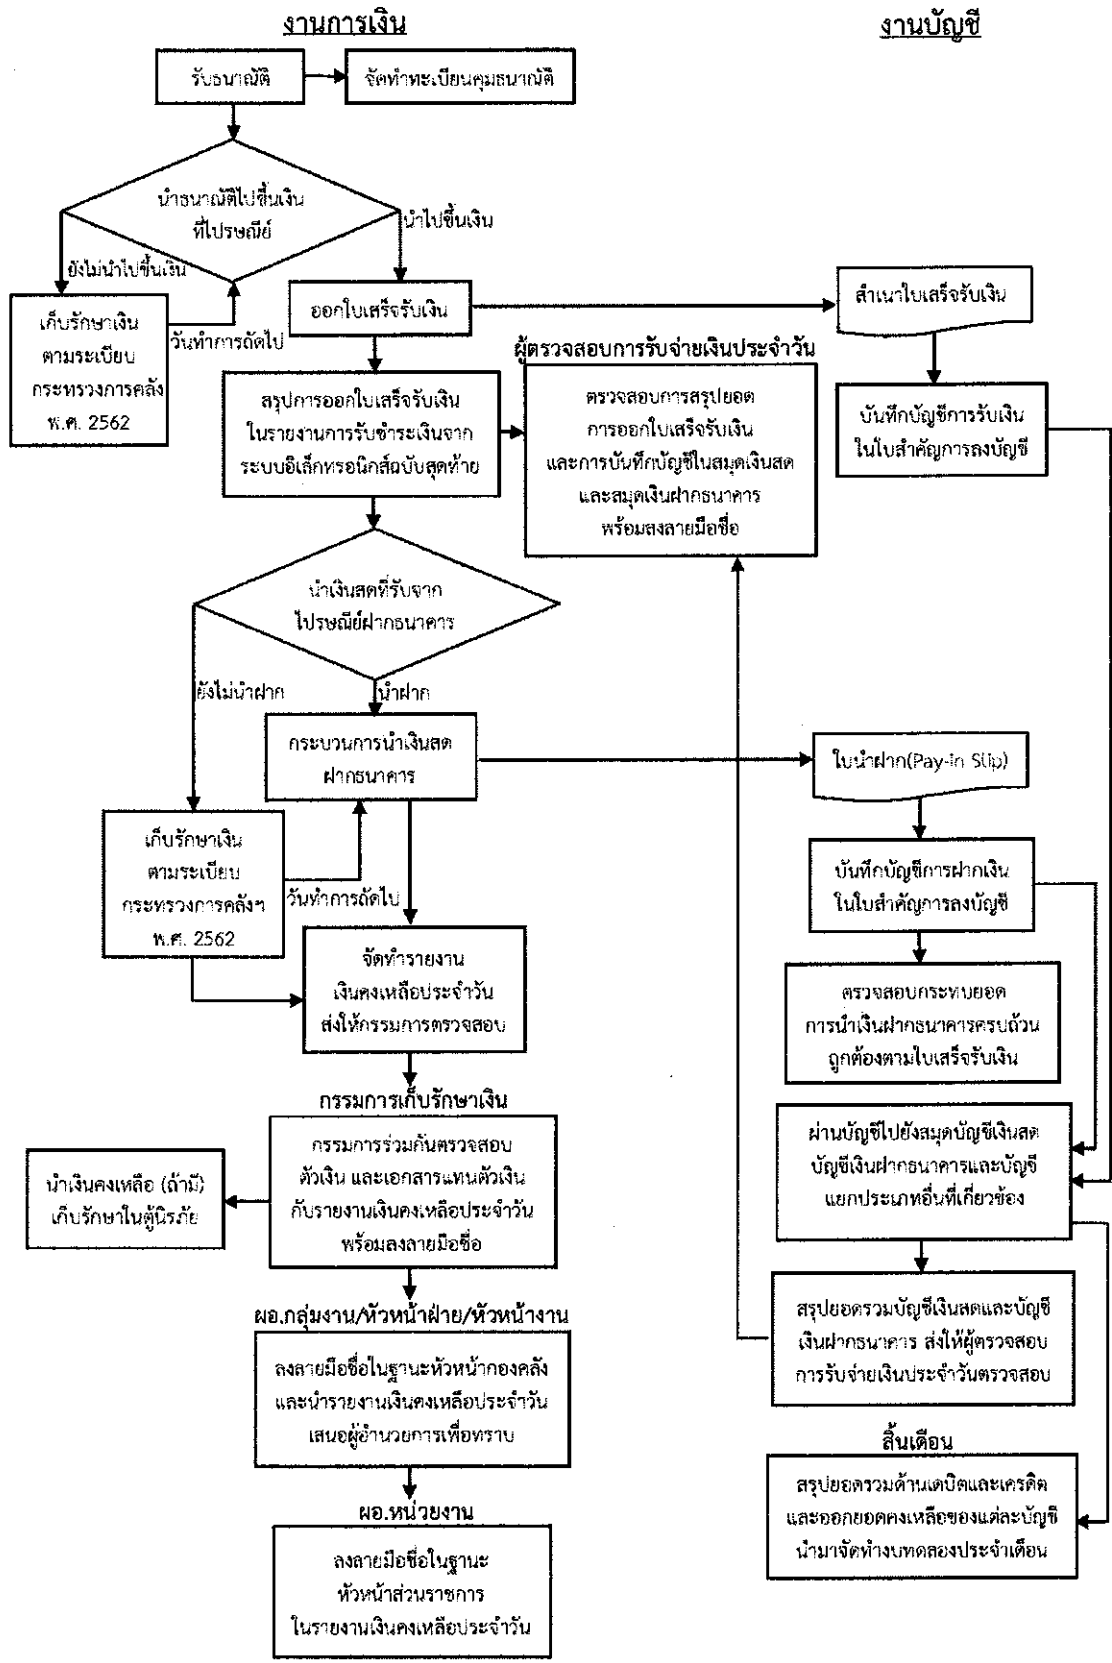 งานการเงิน
งานบัญชี
รับธนาณัติ
จัดทำทะเบียนคุมธนาณัติ
นำธนาณัติไปขึ้นเงิน
ที่ไปรษณีย์
นำไปขึ้นเงิน
ยังไม่นำไปขึ้นเงิน
เก็บรักษาเงิน
ตามระเบียบ
กระทรวงการคลัง
พ.ศ. 2562
วันทำการถัดไป
ออกใบเสร็จรับเงิน
สำเนาใบเสร็จรับเงิน
ผู้ตรวจสอบการรับจ่ายเงินประจำวัน
สรุปการออกใบเสร็จรับเงิน
ในรายงานการรับชำระเงินจาก
ระบบอิเล็กทรอนิกส์ฉบับสุดท้าย
ตรวจสอบการสรุปยอด
การออกใบเสร็จรับเงิน
และการบันทึกบัญชีในสมุดเงินสด
และสมุดเงินฝากธนาคาร
พร้อมลงลายมือชื่อ
บันทึกบัญชีการรับเงิน
ในใบสำคัญการลงบัญชี
นำเงินสดที่รับจาก
ไปรษณีย์ฝากธนาคาร
ยังไม่นำฝาก
นำฝาก
กระบวนการนำเงินสด
ฝากธนาคาร
ใบนำฝาก(Pay-in Slip)
เก็บรักษาเงิน
ตามระเบียบ
กระทรวงการคลังฯ
พ.ศ. 2562
วันทำการถัดไป
บันทึกบัญชีการฝากเงิน
ในใบสำคัญการลงบัญชี
จัดทำรายงาน
เงินคงเหลือประจำวัน
ส่งให้กรรมการตรวจสอบ
ตรวจสอบกระทบยอด
การนำเงินฝากธนาคารครบถ้วน
ถูกต้องตามใบเสร็จรับเงิน
กรรมการเก็บรักษาเงิน
กรรมการร่วมกันตรวจสอบ
ตัวเงิน และเอกสารแทนตัวเงิน
กับรายงานเงินคงเหลือประจำวัน
พร้อมลงลายมือชื่อ
นำเงินคงเหลือ (ถ้ามี)
เก็บรักษาในตู้นิรภัย
ผ่านบัญชีไปยังสมุดบัญชีเงินสด
บัญชีเงินฝากธนาคารและบัญชี
แยกประเภทอื่นที่เกี่ยวข้อง
ผอ.กลุ่มงาน/หัวหน้าฝ่าย/หัวหน้างาน
ลงลายมือชื่อในฐานะหัวหน้ากองคลัง
และนำรายงานเงินคงเหลือประจำวัน
เสนอผู้อำนวยการเพื่อทราบ
สรุปยอดรวมบัญชีเงินสดและบัญชี
เงินฝากธนาคาร ส่งให้ผู้ตรวจสอบ
การรับจ่ายเงินประจำวันตรวจสอบ
สิ้นเดือน
สรุปยอดรวมด้านเดบิตและเครดิต
และออกยอดคงเหลือของแต่ละบัญชี
นำมาจัดทำงบทดลองประจำเดือน
ผอ.หน่วยงาน
ลงลายมือชื่อในฐานะ
หัวหน้าส่วนราชการ
ในรายงานเงินคงเหลือประจำวัน